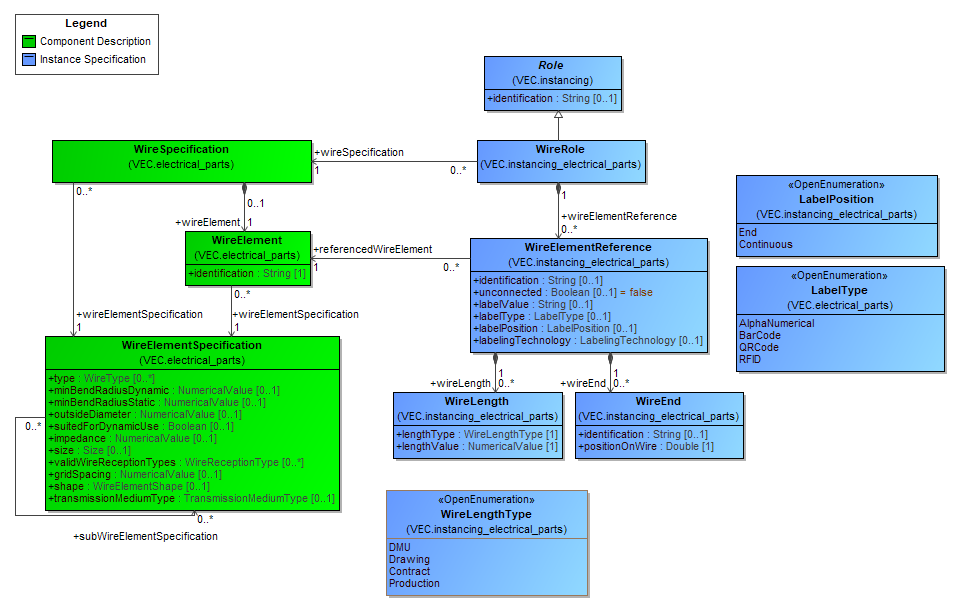 Legend
Component Description
Instance Specification
Role
(VEC.instancing)
+identification : String [0..1]
WireSpecification
(VEC.electrical_parts)
+wireSpecification
1
0..*
WireRole
(VEC.instancing_electrical_parts)
0..*
0..1
+wireElement
1
1
+wireElementReference
0..*
WireElement
(VEC.electrical_parts)
+identification : String [1]
+referencedWireElement
1
0..*
WireElementReference
(VEC.instancing_electrical_parts)
+identification : String [0..1]
+unconnected : Boolean [0..1] = false
+labelValue : String [0..1]
+labelType : LabelType [0..1]
+labelPosition : LabelPosition [0..1]
+labelingTechnology : LabelingTechnology [0..1]
«OpenEnumeration»
LabelPosition
(VEC.instancing_electrical_parts)
End
Continuous
«OpenEnumeration»
LabelType
(VEC.electrical_parts)
AlphaNumerical
BarCode
QRCode
RFID
0..*
+wireElementSpecification
1
+wireElementSpecification
1
WireElementSpecification
(VEC.electrical_parts)
+type : WireType [0..*]
+minBendRadiusDynamic : NumericalValue [0..1]
+minBendRadiusStatic : NumericalValue [0..1]
+outsideDiameter : NumericalValue [0..1]
+suitedForDynamicUse : Boolean [0..1]
+impedance : NumericalValue [0..1]
+size : Size [0..1]
+validWireReceptionTypes : WireReceptionType [0..*]
+gridSpacing : NumericalValue [0..1]
+shape : WireElementShape [0..1]
+transmissionMediumType : TransmissionMediumType [0..1]
0..*
0..*
+subWireElementSpecification
1
+wireLength
0..*
1
+wireEnd
0..*
WireLength
(VEC.instancing_electrical_parts)
+lengthType : WireLengthType [1]
+lengthValue : NumericalValue [1]
WireEnd
(VEC.instancing_electrical_parts)
+identification : String [0..1]
+positionOnWire : Double [1]
«OpenEnumeration»
WireLengthType
(VEC.instancing_electrical_parts)
DMU
Drawing
Contract
Production